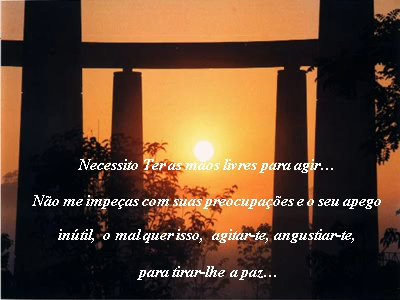 Necessito Ter as mãos livres para agir...
Não me impeças com suas preocupações e o seu apego
inútil, o mal quer isso, agitar-te, angustiar-te,
para tirar-lhe a paz...